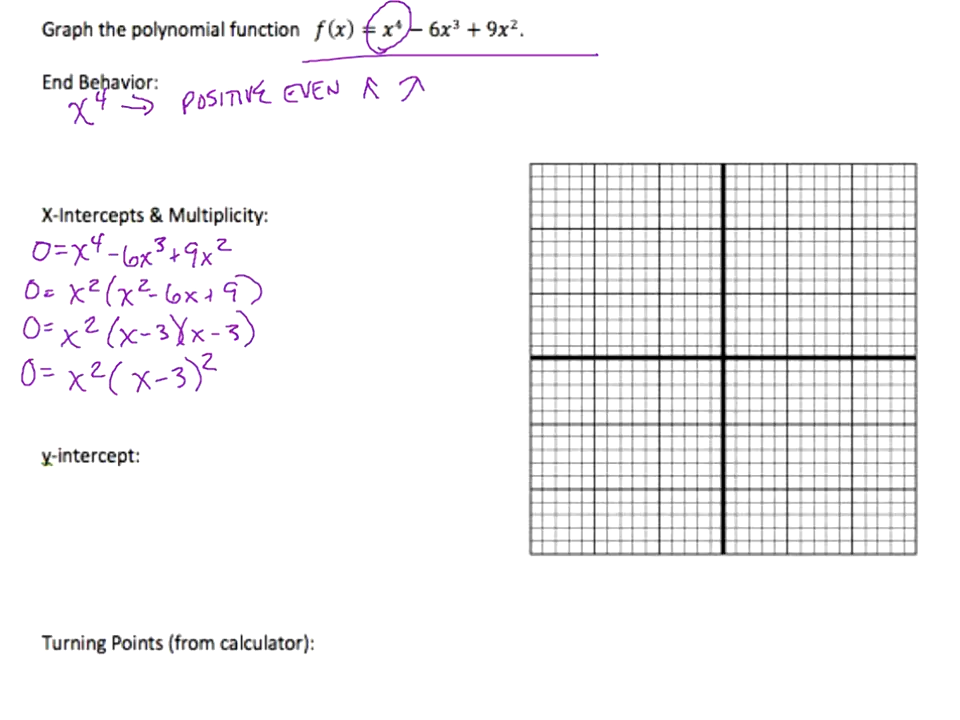 Graph the polynomial function f(x) = x⁴ − 6x³ + 9x².
End Behavior:
x⁴ → POSITIVE EVEN ↖ ↗
X-Intercepts & Multiplicity:
0=x⁴-6x³+9x²
0= x²(x²-6x+9)
0= x²(x-3)(x-3)
0= x²(x-3)²
y-intercept:
Turning Points (from calculator):